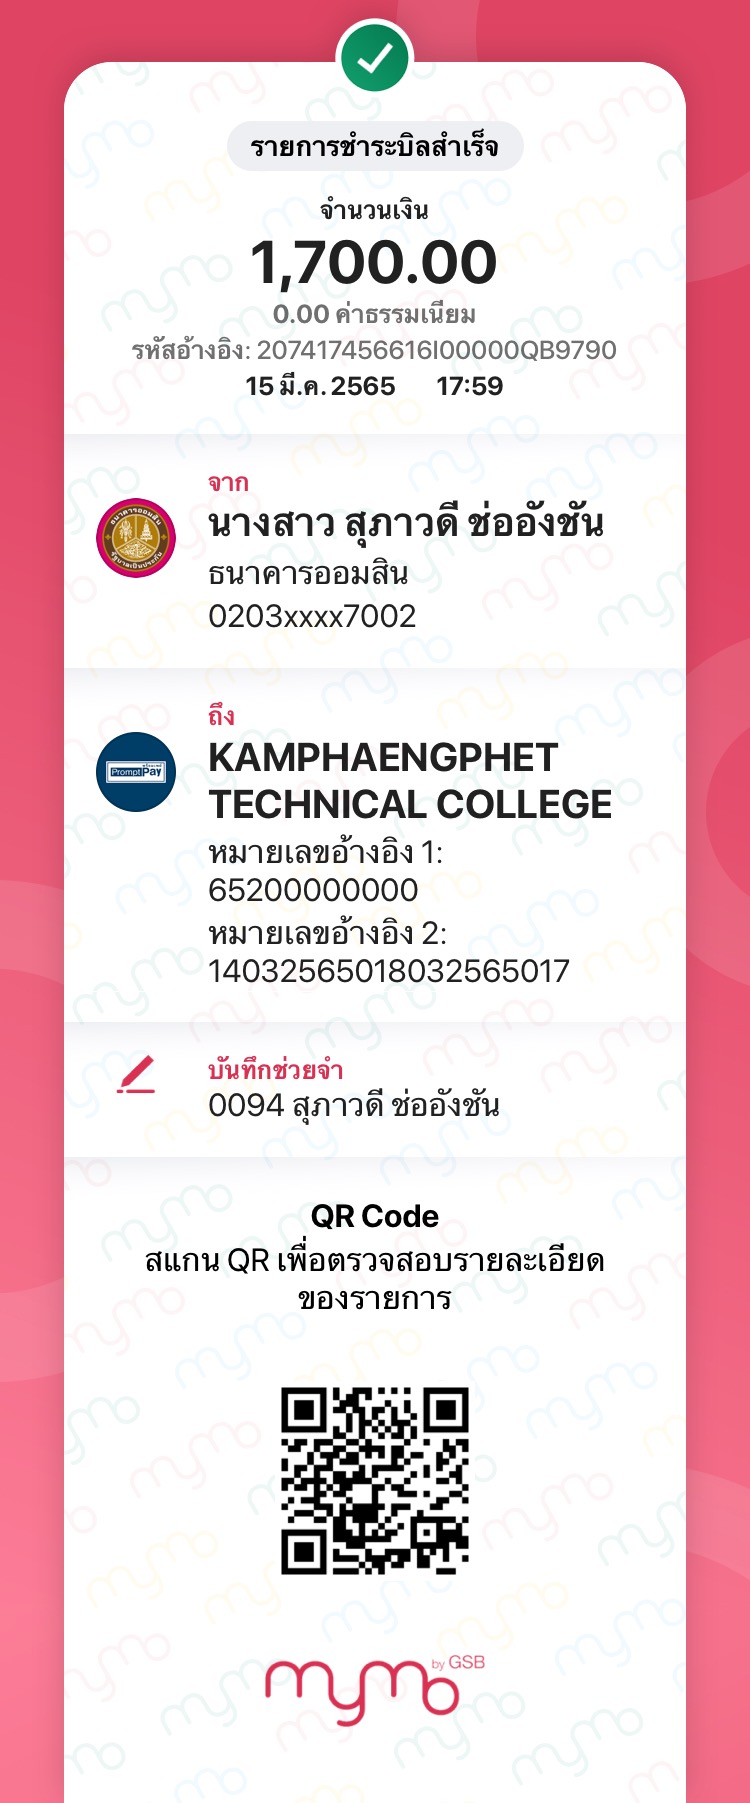 รายการชำระบิลสำเร็จ
จำนวนเงิน
1,700.00
0.00 ค่าธรรมเนียม
รหัสอ้างอิง: 207417456616I00000QB9790
15 มี.ค. 2565 17:59
จาก
นางสาว สุภาวดี ช่ออังชัน
ธนาคารออมสิน
0203xxxx7002
ถึง
PromptPay
KAMPHAENGPHET
TECHNICAL COLLEGE
หมายเลขอ้างอิง 1:
65200000000
หมายเลขอ้างอิง 2:
14032565018032565017
บันทึกช่วยจำ
0094 สุภาวดี ช่ออังชัน
QR Code
สแกน QR เพื่อตรวจสอบรายละเอียด
ของรายการ
mymo by GSB